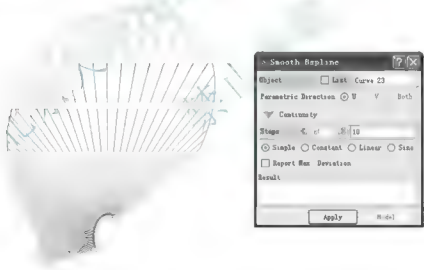 Smooth Bspline
Object Last Curve 23
Parametric Direction U V Both
Continuity
Steps 10
Simple Constant Linear Sine
Report Max Deviation
Result
Apply